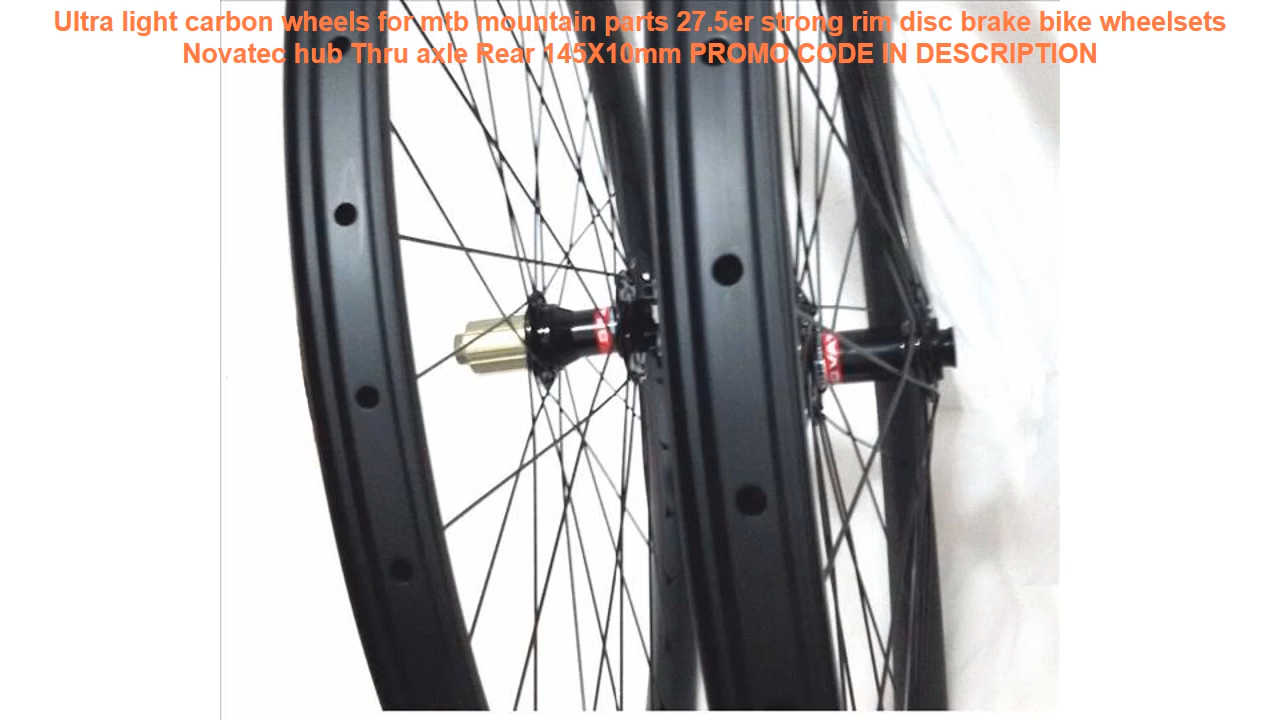 Ultra light carbon wheels for mtb mountain parts 27.5er strong rim disc brake bike wheelsets
Novatec hub Thru axle Rear 145X10mm PROMO CODE IN DESCRIPTION